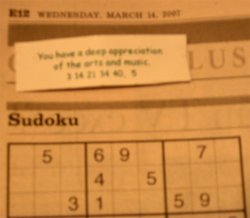 E12 WEDNESDAY, MARCH 14, 2007
You have a deep appreciation
of the arts and music.
3 14 21 34 40, 5
LUS
Sudoku
5 6 9 7
4 5
3 1 5 9